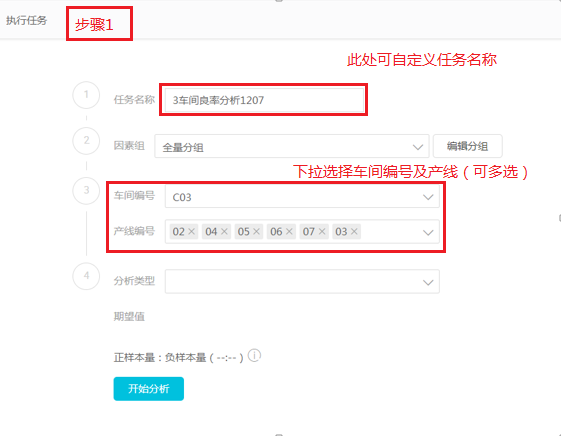 执行任务 步骤1
此处可自定义任务名称
1 任务名称 3车间良率分析1207
2 因素组 全量分组 编辑分组
下拉选择车间编号及产线（可多选）
3 车间编号 C03
产线编号 02 × 04 × 05 × 06 × 07 × 03 ×
4 分析类型
期望值
正样本量：负样本量（--:--）
开始分析